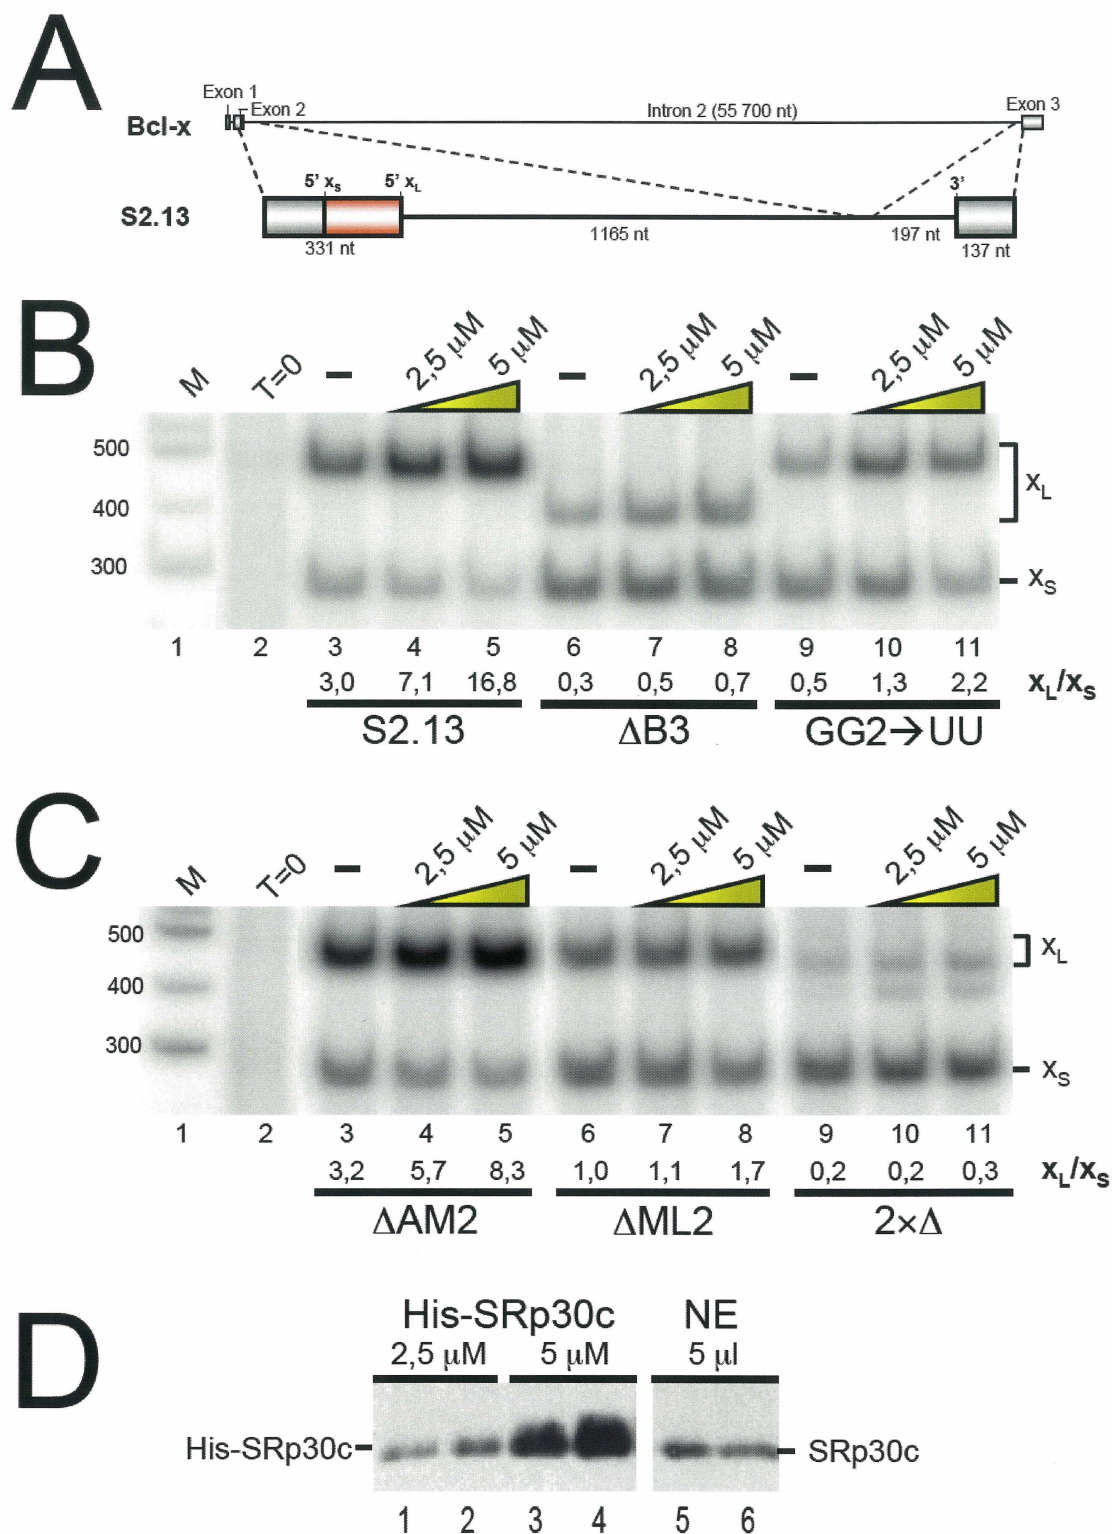 A
Exon 1
Exon 2
Intron 2 (55 700 nt)
Exon 3
Bcl-x
5' xS
5' xL
3'
S2.13
331 nt
1165 nt
197 nt
137 nt
B
M
T=0
–
2,5 µM
5 µM
–
2,5 µM
5 µM
–
2,5 µM
5 µM
500
400
300
XL
XS
1 2 3 4 5 6 7 8 9 10 11
3,0 7,1 16,8 0,3 0,5 0,7 0,5 1,3 2,2 xL/xS
S2.13 ΔB3 GG2→UU
C
M
T=0
–
2,5 µM
5 µM
–
2,5 µM
5 µM
–
2,5 µM
5 µM
500
400
300
XL
XS
1 2 3 4 5 6 7 8 9 10 11
3,2 5,7 8,3 1,0 1,1 1,7 0,2 0,2 0,3 xL/xS
ΔAM2 ΔML2 2×Δ
D
His-SRp30c NE
2,5 µM 5 µM 5 µl
His-SRp30c
SRp30c
1 2 3 4 5 6